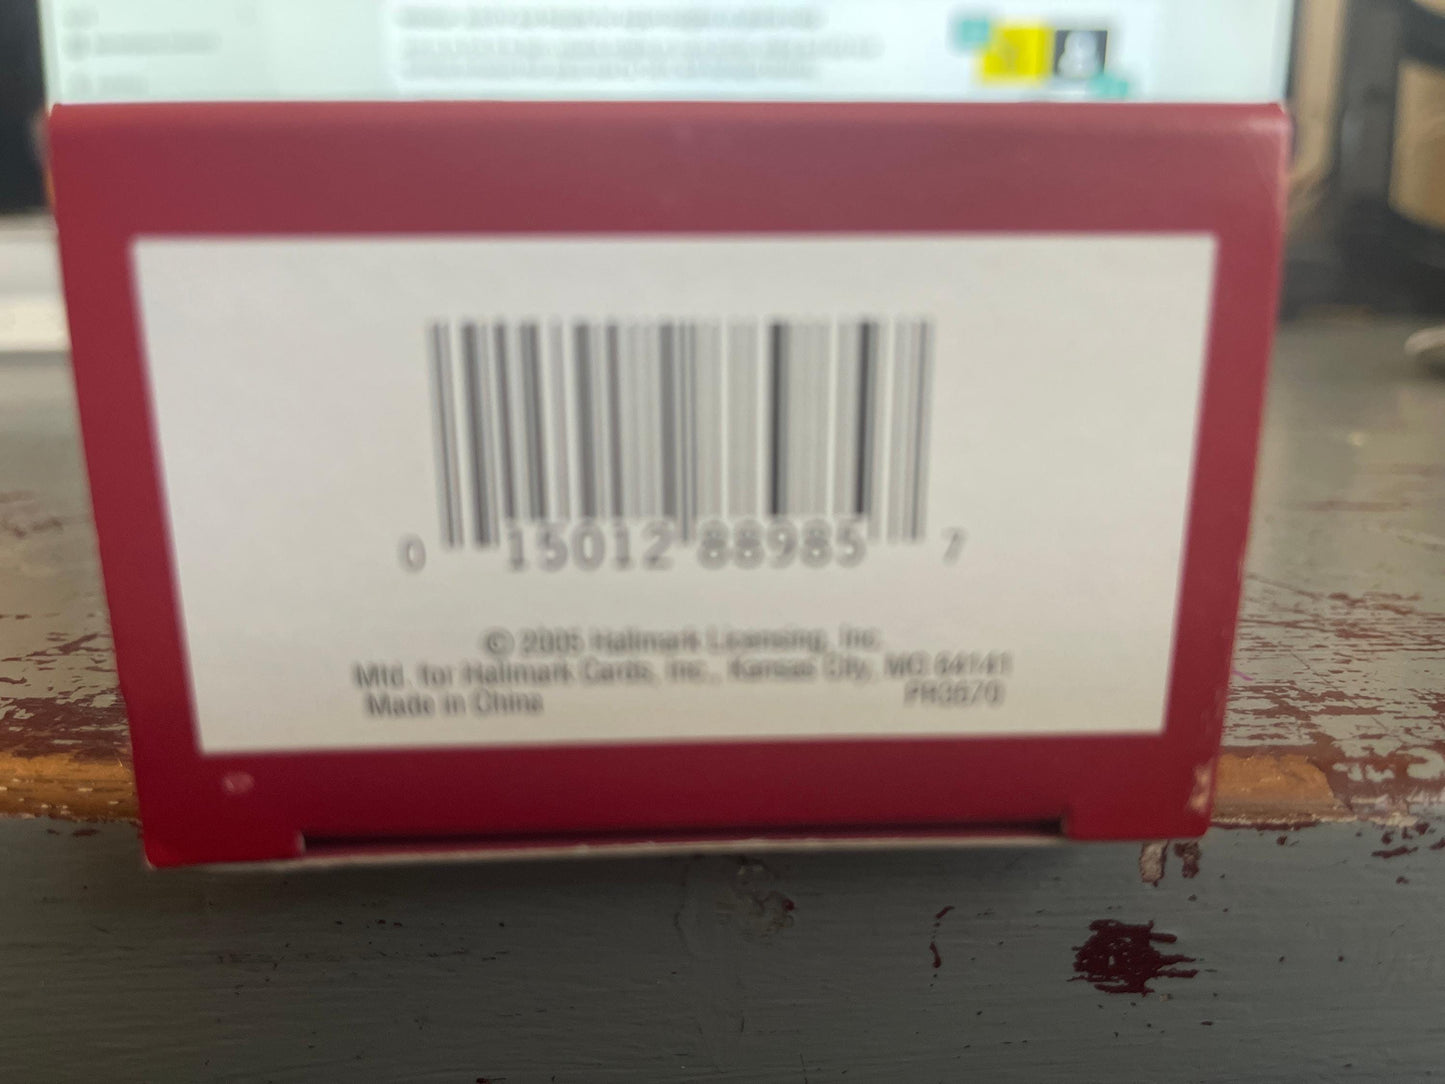 0 15012 88985 7
© 2005 Hallmark Licensing, Inc.
Mfd. for Hallmark Cards, Inc., Kansas City, MO 64141
Made in China